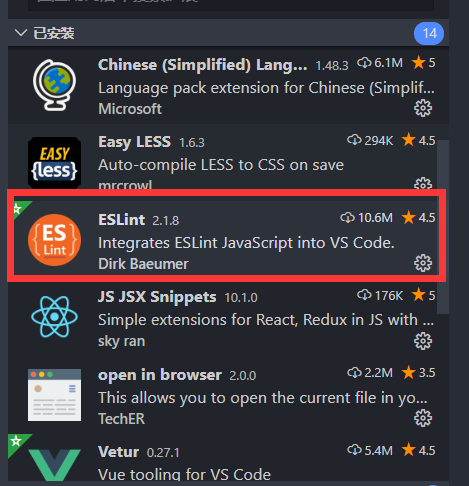 已安装 14
Chinese (Simplified) Lang... 1.48.3 6.1M 5
Language pack extension for Chinese (Simplif...
Microsoft
EASY
{less}
Easy LESS 1.6.3 294K 4.5
Auto-compile LESS to CSS on save
mrcrowl
ES
Lint
ESLint 2.1.8 10.6M 4.5
Integrates ESLint JavaScript into VS Code.
Dirk Baeumer
JS JSX Snippets 10.1.0 176K 5
Simple extensions for React, Redux in JS with ...
sky ran
open in browser 2.0.0 2.2M 3.5
This allows you to open the current file in yo...
TechER
Vetur 0.27.1 5.4M 4.5
Vue tooling for VS Code